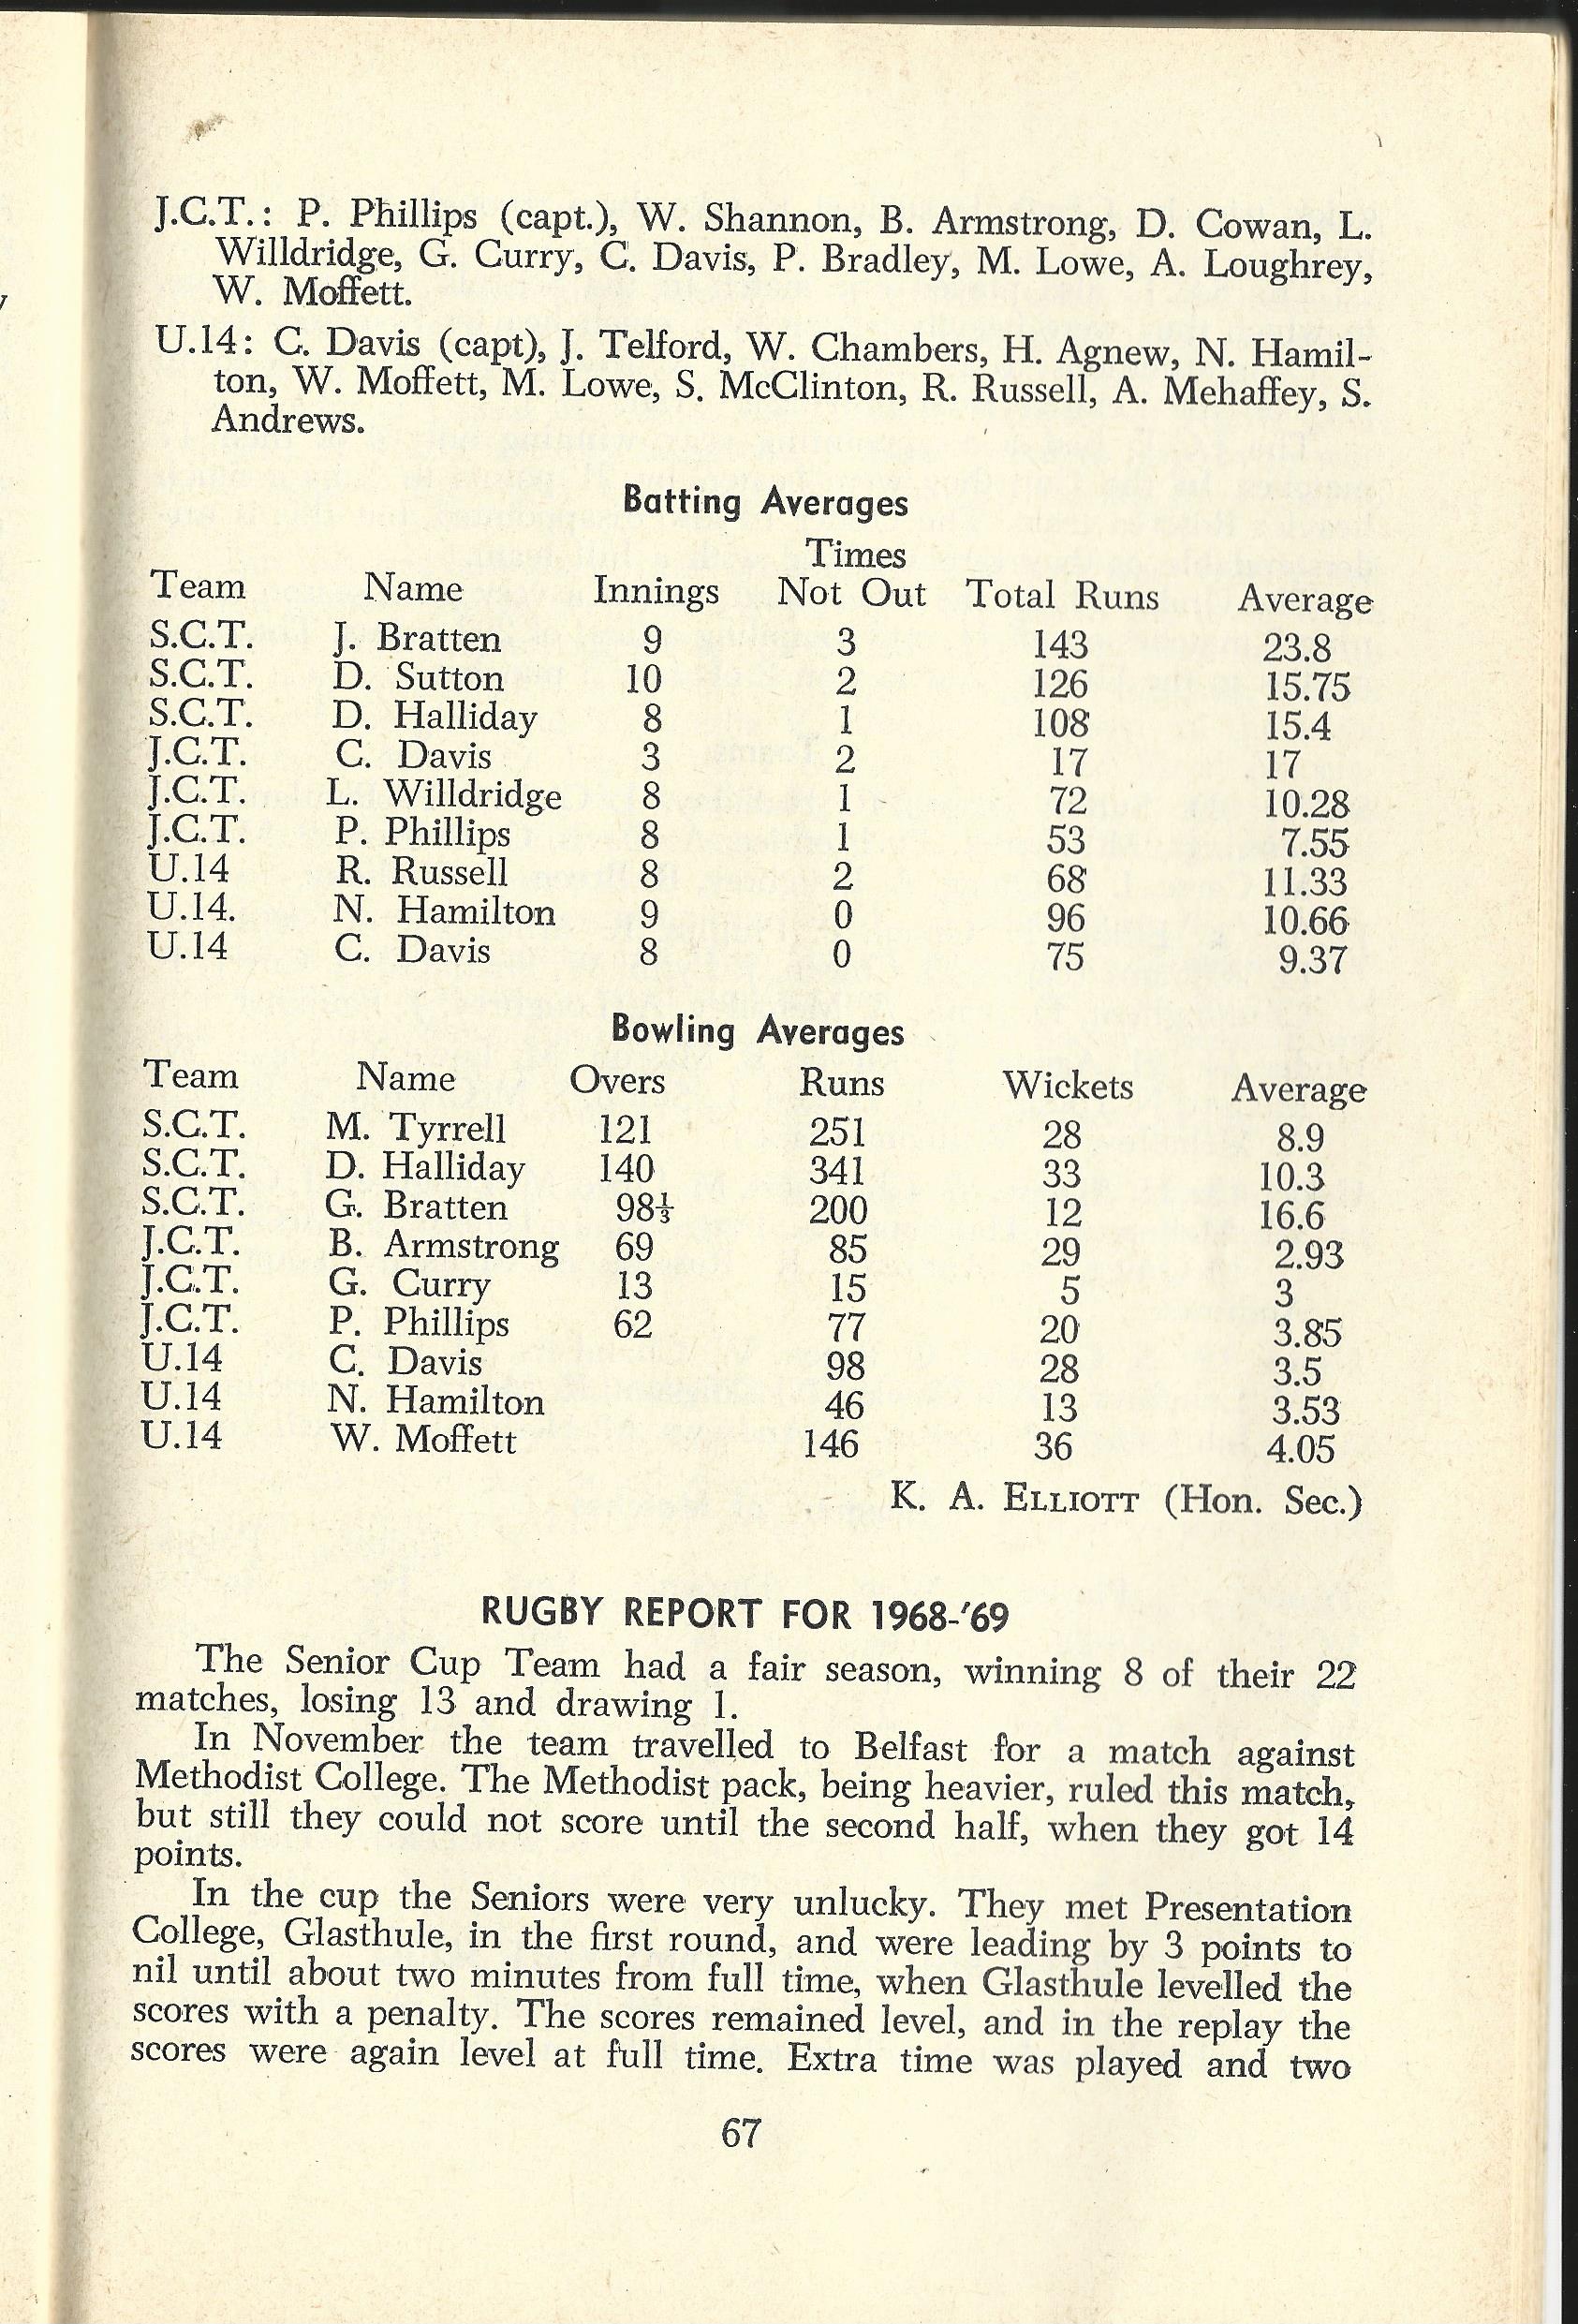 J.C.T.: P. Phillips (capt.), W. Shannon, B. Armstrong, D. Cowan, L.
Willdridge, G. Curry, C. Davis, P. Bradley, M. Lowe, A. Loughrey,
W. Moffett.
U.14: C. Davis (capt), J. Telford, W. Chambers, H. Agnew, N. Hamil-
ton, W. Moffett, M. Lowe, S. McClinton, R. Russell, A. Mehaffey, S.
Andrews.
Batting Averages
Times
Team Name Innings Not Out Total Runs Average
S.C.T. J. Bratten 9 3 143 23.8
S.C.T. D. Sutton 10 2 126 15.75
S.C.T. D. Halliday 8 1 108 15.4
J.C.T. C. Davis 3 2 17 17
J.C.T. L. Willdridge 8 1 72 10.28
J.C.T. P. Phillips 8 1 53 7.55
U.14 R. Russell 8 2 68 11.33
U.14. N. Hamilton 9 0 96 10.66
U.14 C. Davis 8 0 75 9.37
Bowling Averages
Team Name Overs Runs Wickets Average
S.C.T. M. Tyrrell 121 251 28 8.9
S.C.T. D. Halliday 140 341 33 10.3
S.C.T. G. Bratten 98⅓ 200 12 16.6
J.C.T. B. Armstrong 69 85 29 2.93
J.C.T. G. Curry 13 15 5 3
J.C.T. P. Phillips 62 77 20 3.85
U.14 C. Davis 98 28 3.5
U.14 N. Hamilton 46 13 3.53
U.14 W. Moffett 146 36 4.05
K. A. ELLIOTT (Hon. Sec.)
RUGBY REPORT FOR 1968-'69
The Senior Cup Team had a fair season, winning 8 of their 22
matches, losing 13 and drawing 1.
In November the team travelled to Belfast for a match against
Methodist College. The Methodist pack, being heavier, ruled this match,
but still they could not score until the second half, when they got 14
points.
In the cup the Seniors were very unlucky. They met Presentation
College, Glasthule, in the first round, and were leading by 3 points to
nil until about two minutes from full time, when Glasthule levelled the
scores with a penalty. The scores remained level, and in the replay the
scores were again level at full time. Extra time was played and two
67